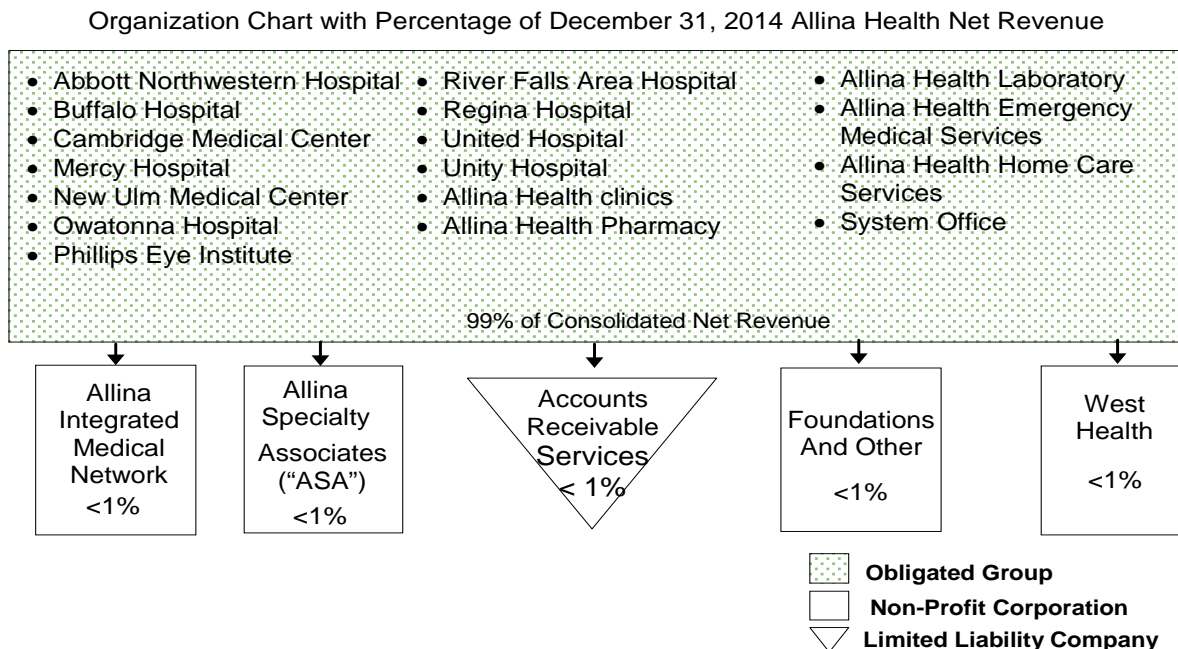 Organization Chart with Percentage of December 31, 2014 Allina Health Net Revenue
• Abbott Northwestern Hospital
• Buffalo Hospital
• Cambridge Medical Center
• Mercy Hospital
• New Ulm Medical Center
• Owatonna Hospital
• Phillips Eye Institute
• River Falls Area Hospital
• Regina Hospital
• United Hospital
• Unity Hospital
• Allina Health clinics
• Allina Health Pharmacy
• Allina Health Laboratory
• Allina Health Emergency
Medical Services
• Allina Health Home Care
Services
• System Office
99% of Consolidated Net Revenue
Allina
Integrated
Medical
Network
<1%
Allina
Specialty
Associates
(“ASA”)
<1%
Accounts
Receivable
Services
< 1%
Foundations
And Other
<1%
West
Health
<1%
Obligated Group
Non-Profit Corporation
Limited Liability Company